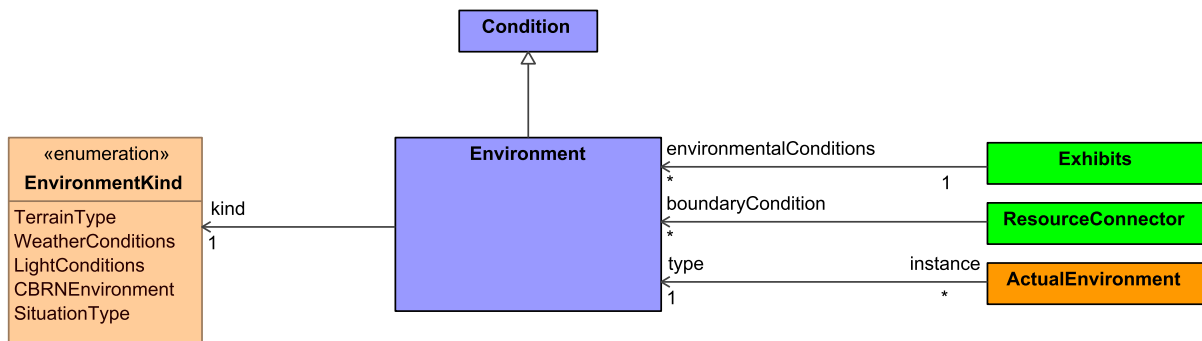 Condition
«enumeration»
EnvironmentKind
TerrainType
WeatherConditions
LightConditions
CBRNEnvironment
SituationType
kind
1
Environment
environmentalConditions
*
1
Exhibits
boundaryCondition
*
ResourceConnector
type
instance
1
*
ActualEnvironment